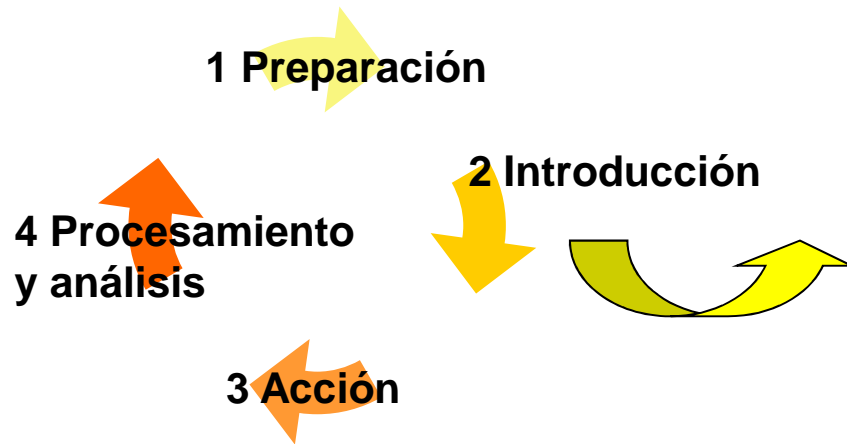 1 Preparación
2 Introducción
4 Procesamiento
y análisis
3 Acción